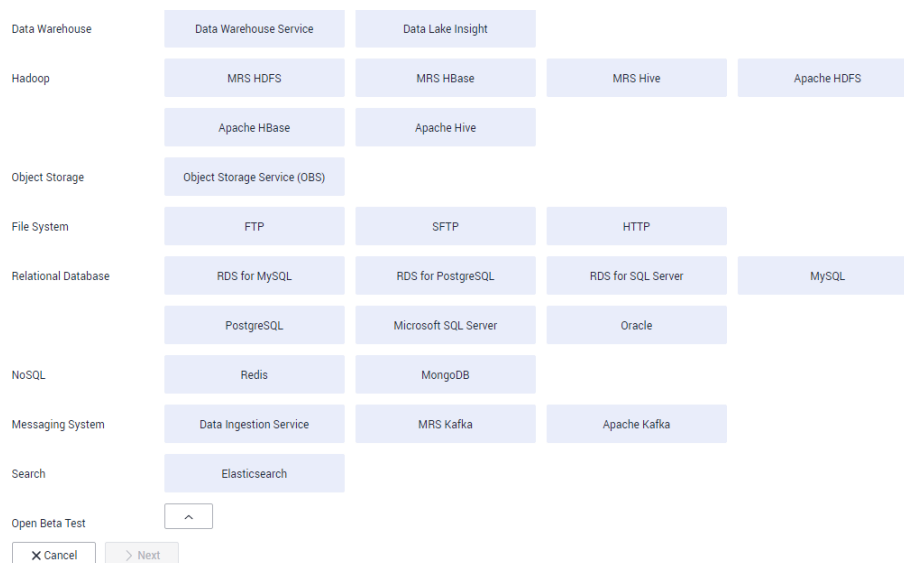 Data Warehouse Data Warehouse Service Data Lake Insight
Hadoop MRS HDFS MRS HBase MRS Hive Apache HDFS
Apache HBase Apache Hive
Object Storage Object Storage Service (OBS)
File System FTP SFTP HTTP
Relational Database RDS for MySQL RDS for PostgreSQL RDS for SQL Server MySQL
PostgreSQL Microsoft SQL Server Oracle
NoSQL Redis MongoDB
Messaging System Data Ingestion Service MRS Kafka Apache Kafka
Search Elasticsearch
Open Beta Test
Cancel Next